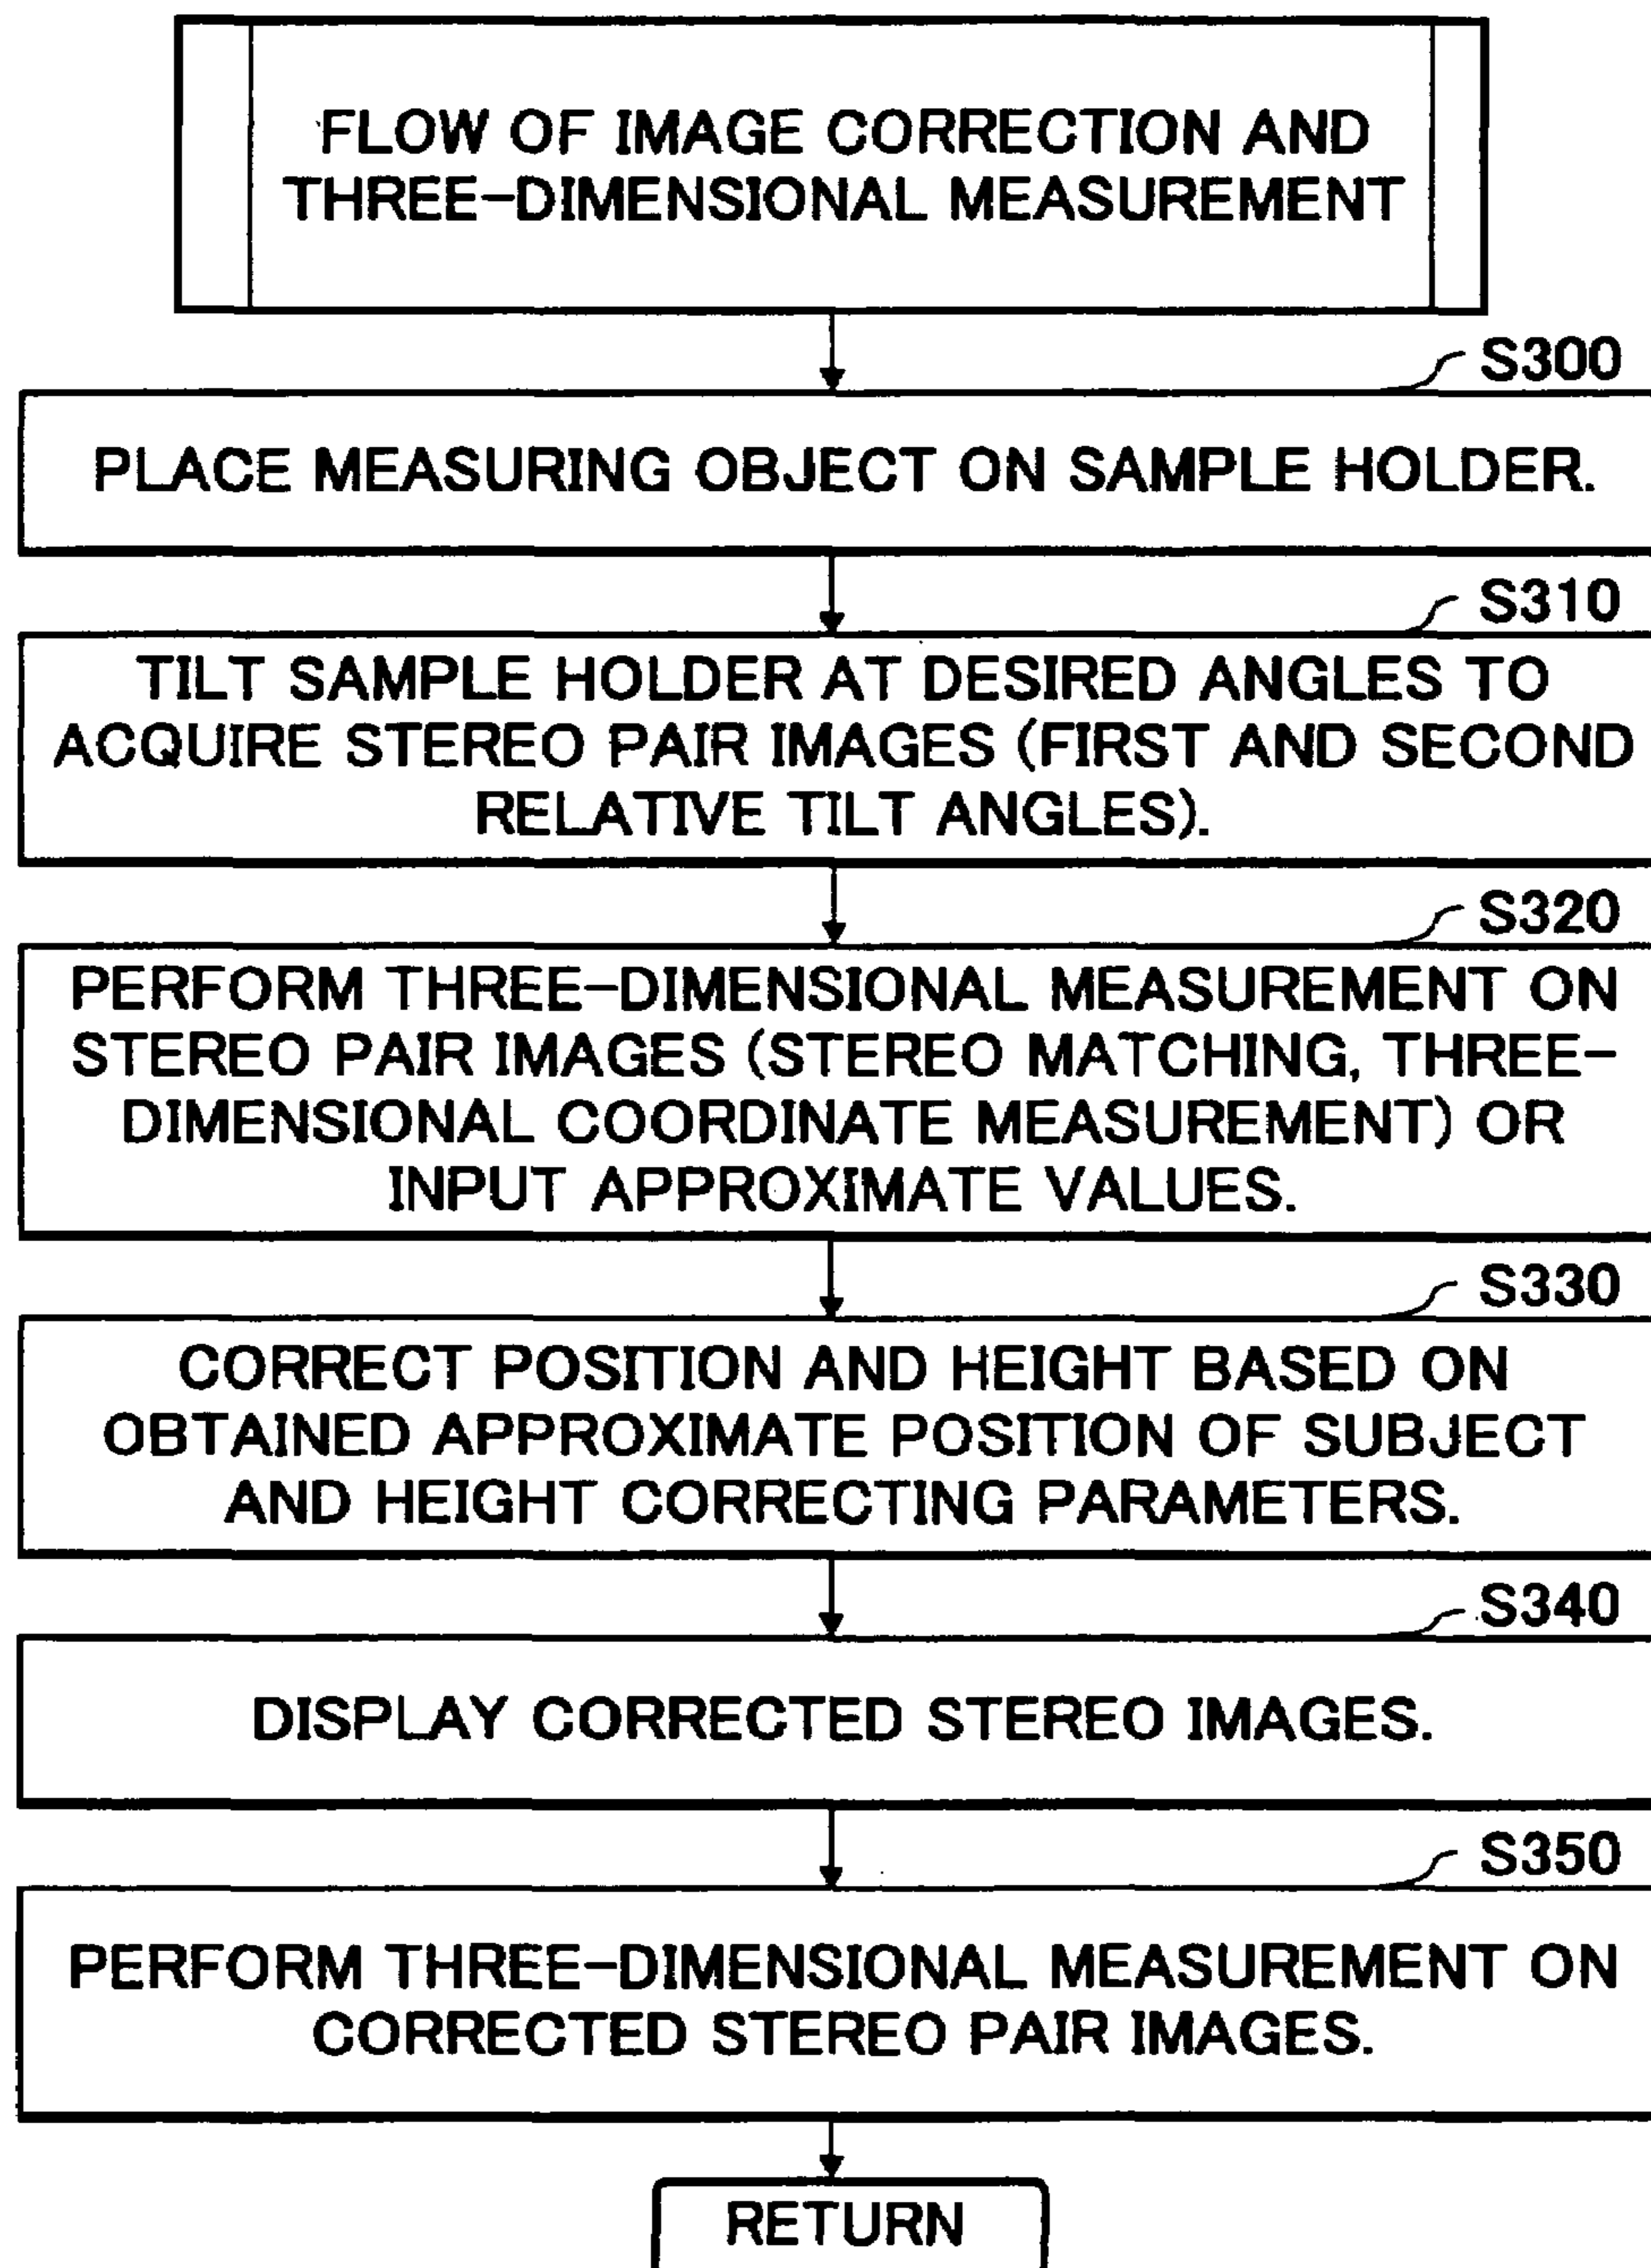 FLOW OF IMAGE CORRECTION AND
THREE-DIMENSIONAL MEASUREMENT
S300
PLACE MEASURING OBJECT ON SAMPLE HOLDER.
S310
TILT SAMPLE HOLDER AT DESIRED ANGLES TO
ACQUIRE STEREO PAIR IMAGES (FIRST AND SECOND
RELATIVE TILT ANGLES).
S320
PERFORM THREE-DIMENSIONAL MEASUREMENT ON
STEREO PAIR IMAGES (STEREO MATCHING, THREE-
DIMENSIONAL COORDINATE MEASUREMENT) OR
INPUT APPROXIMATE VALUES.
S330
CORRECT POSITION AND HEIGHT BASED ON
OBTAINED APPROXIMATE POSITION OF SUBJECT
AND HEIGHT CORRECTING PARAMETERS.
S340
DISPLAY CORRECTED STEREO IMAGES.
S350
PERFORM THREE-DIMENSIONAL MEASUREMENT ON
CORRECTED STEREO PAIR IMAGES.
RETURN